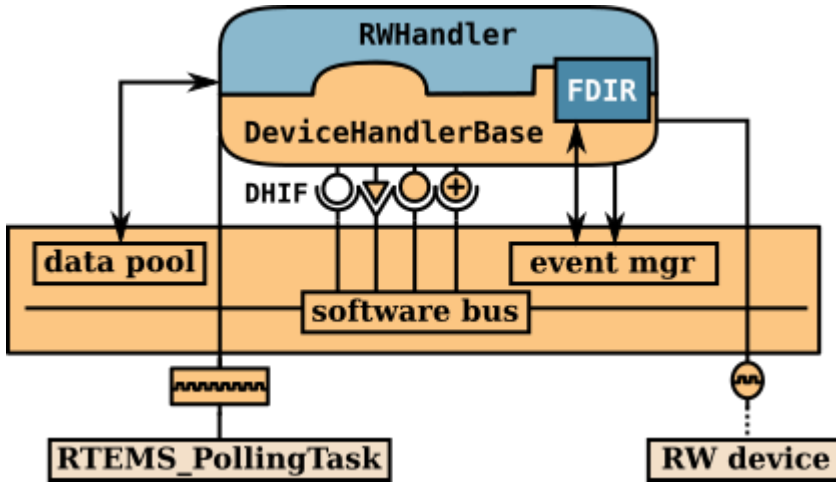 RWHandler
FDIR
DeviceHandlerBase
DHIF
data pool
event mgr
software bus
RTEMS_PollingTask
RW device